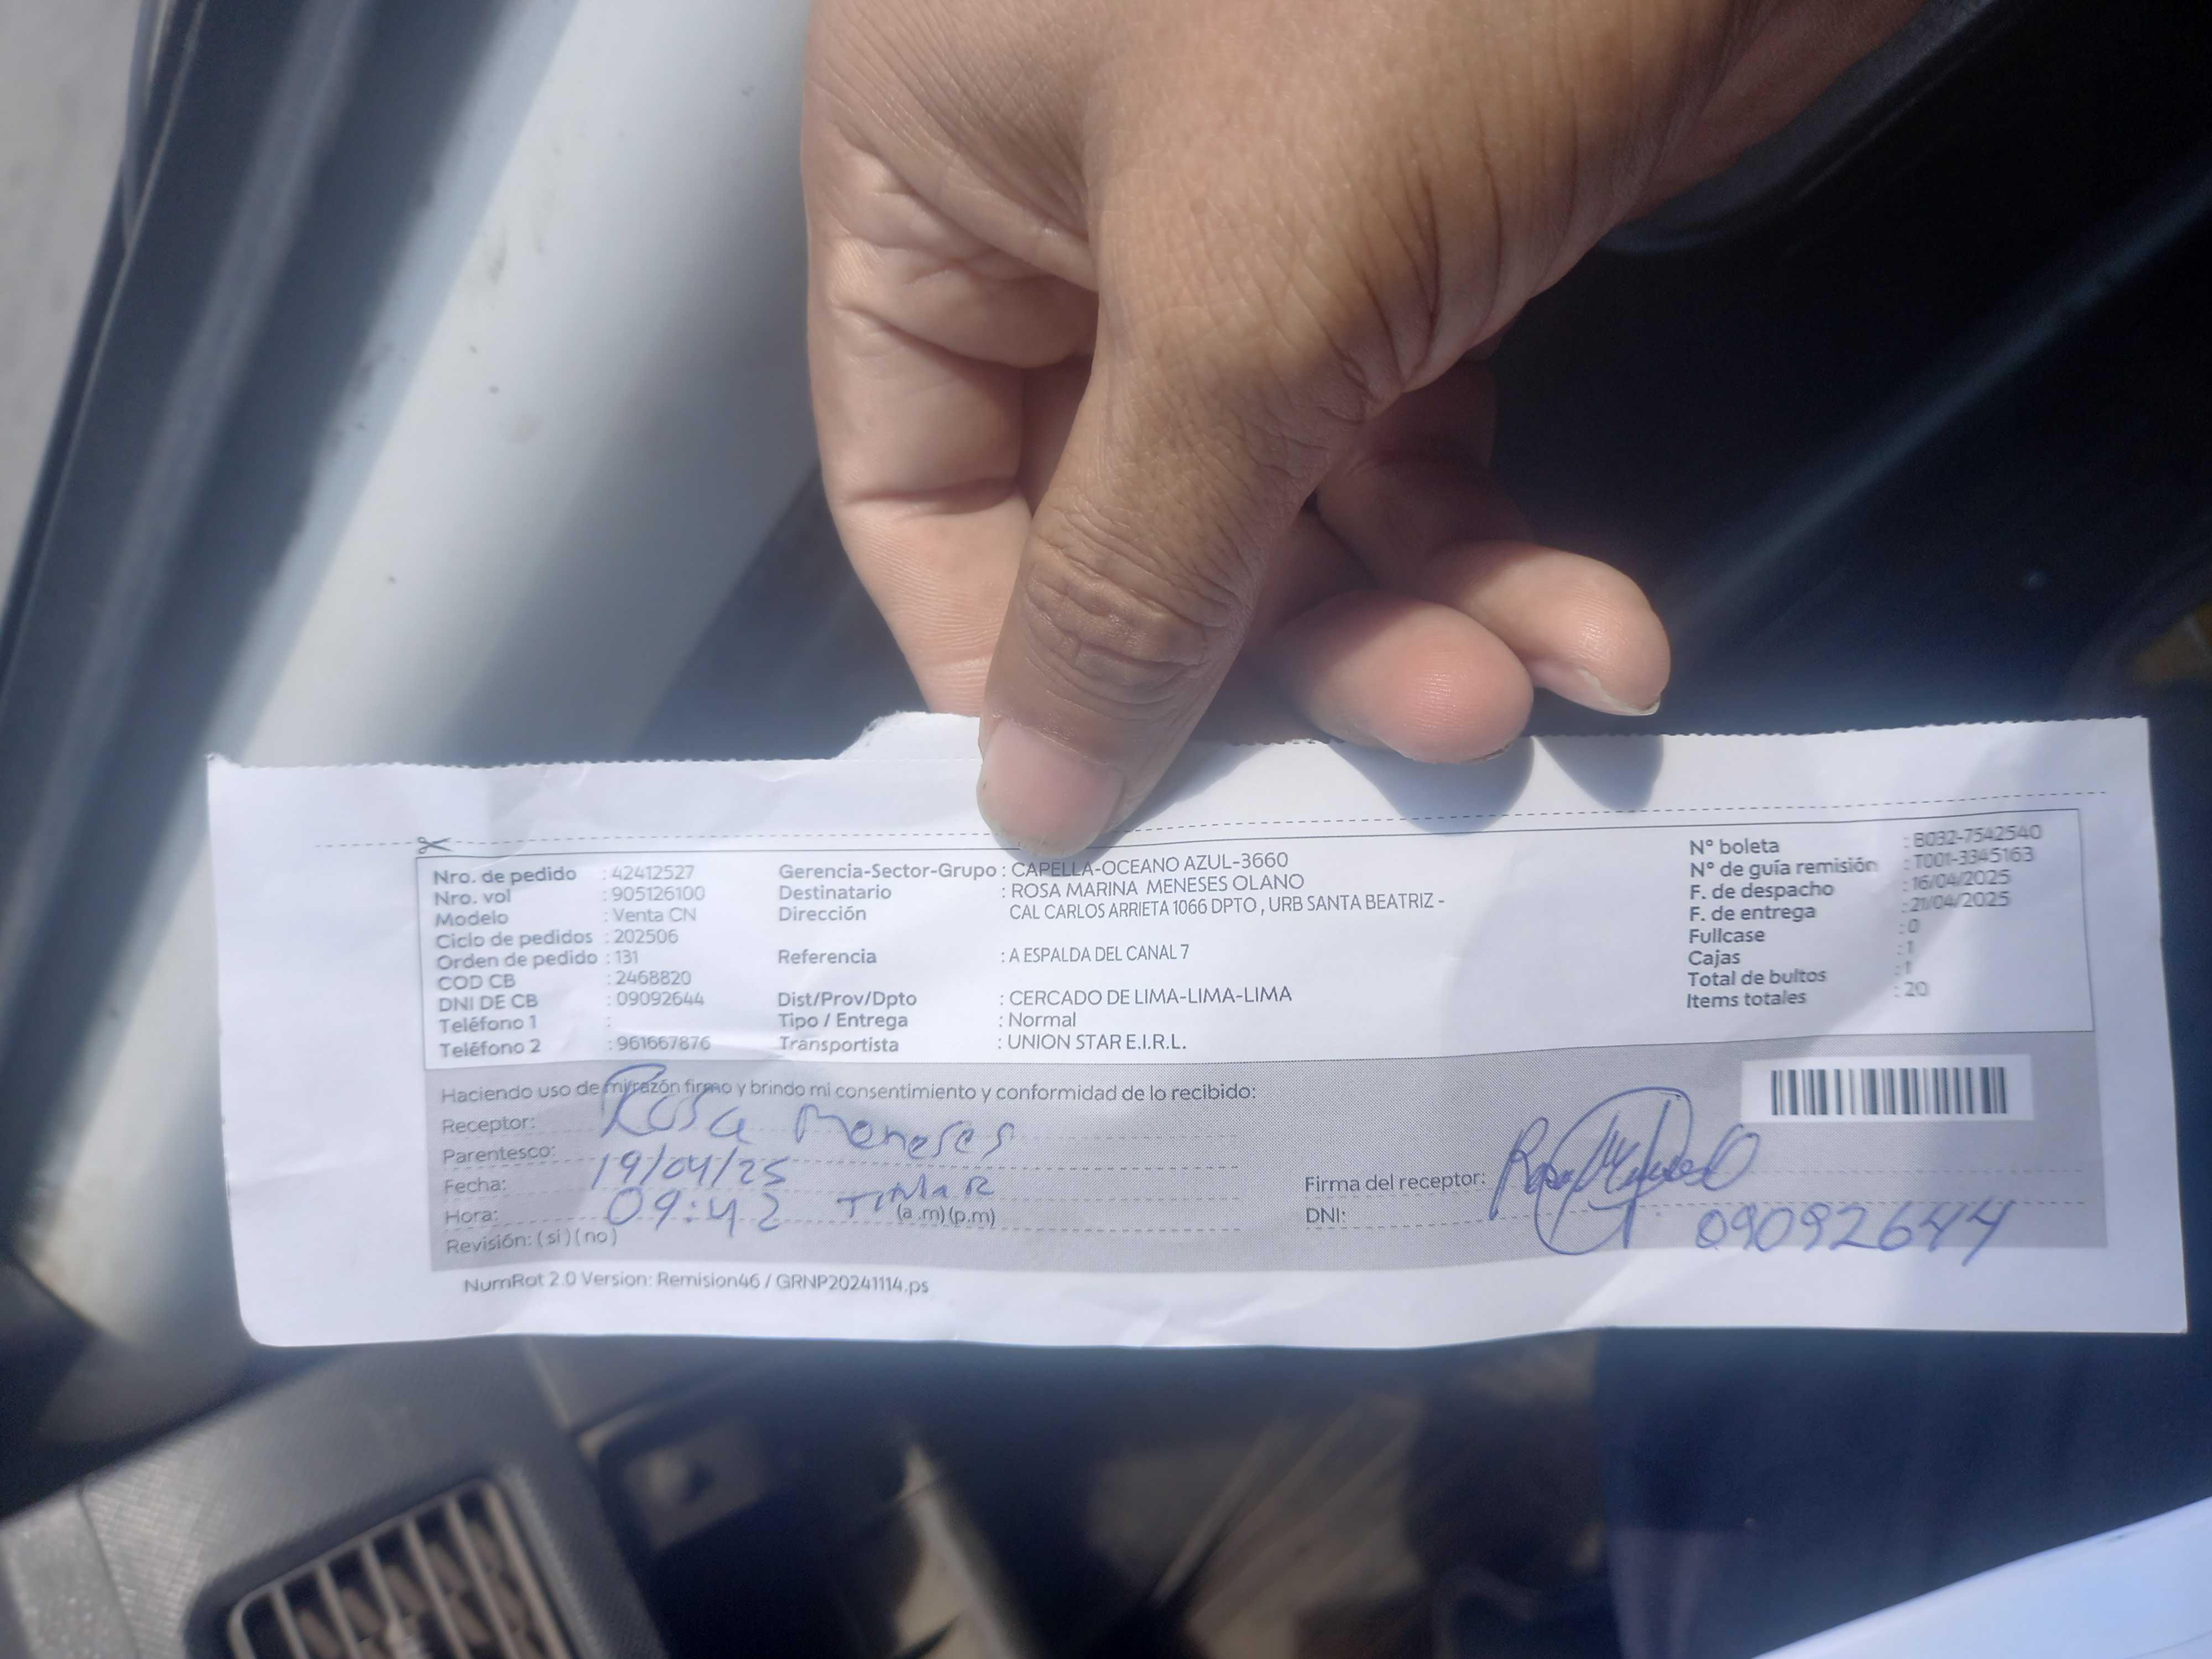 Nro. de pedido : 42412527
Nro. vol : 905126100
Modelo : Venta CN
Ciclo de pedidos : 202506
Orden de pedido : 131
COD CB : 2468820
DNI DE CB : 09092644
Teléfono 1 :
Teléfono 2 : 961667876
Gerencia-Sector-Grupo : CAPELLA-OCEANO AZUL-3660
Destinatario : ROSA MARINA MENESES OLANO
Dirección CAL CARLOS ARRIETA 1066 DPTO , URB SANTA BEATRIZ -
Referencia : A ESPALDA DEL CANAL 7
Dist/Prov/Dpto : CERCADO DE LIMA-LIMA-LIMA
Tipo / Entrega : Normal
Transportista : UNION STAR E.I.R.L.
N° boleta : B032-7542540
N° de guía remisión : T001-3345163
F. de despacho : 16/04/2025
F. de entrega : 21/04/2025
Fullcase : 0
Cajas : 1
Total de bultos : 1
Items totales : 20
Haciendo uso de mi razón firmo y brindo mi consentimiento y conformidad de lo recibido:
Receptor: Rosa Meneses
Parentesco:
Fecha: 19/04/25
Hora: 09:42 (a.m) (p.m)
Revisión: ( si ) ( no )
Firma del receptor:
DNI: 09092644
NumRot 2.0 Version: Remision46 / GRNP20241114.ps